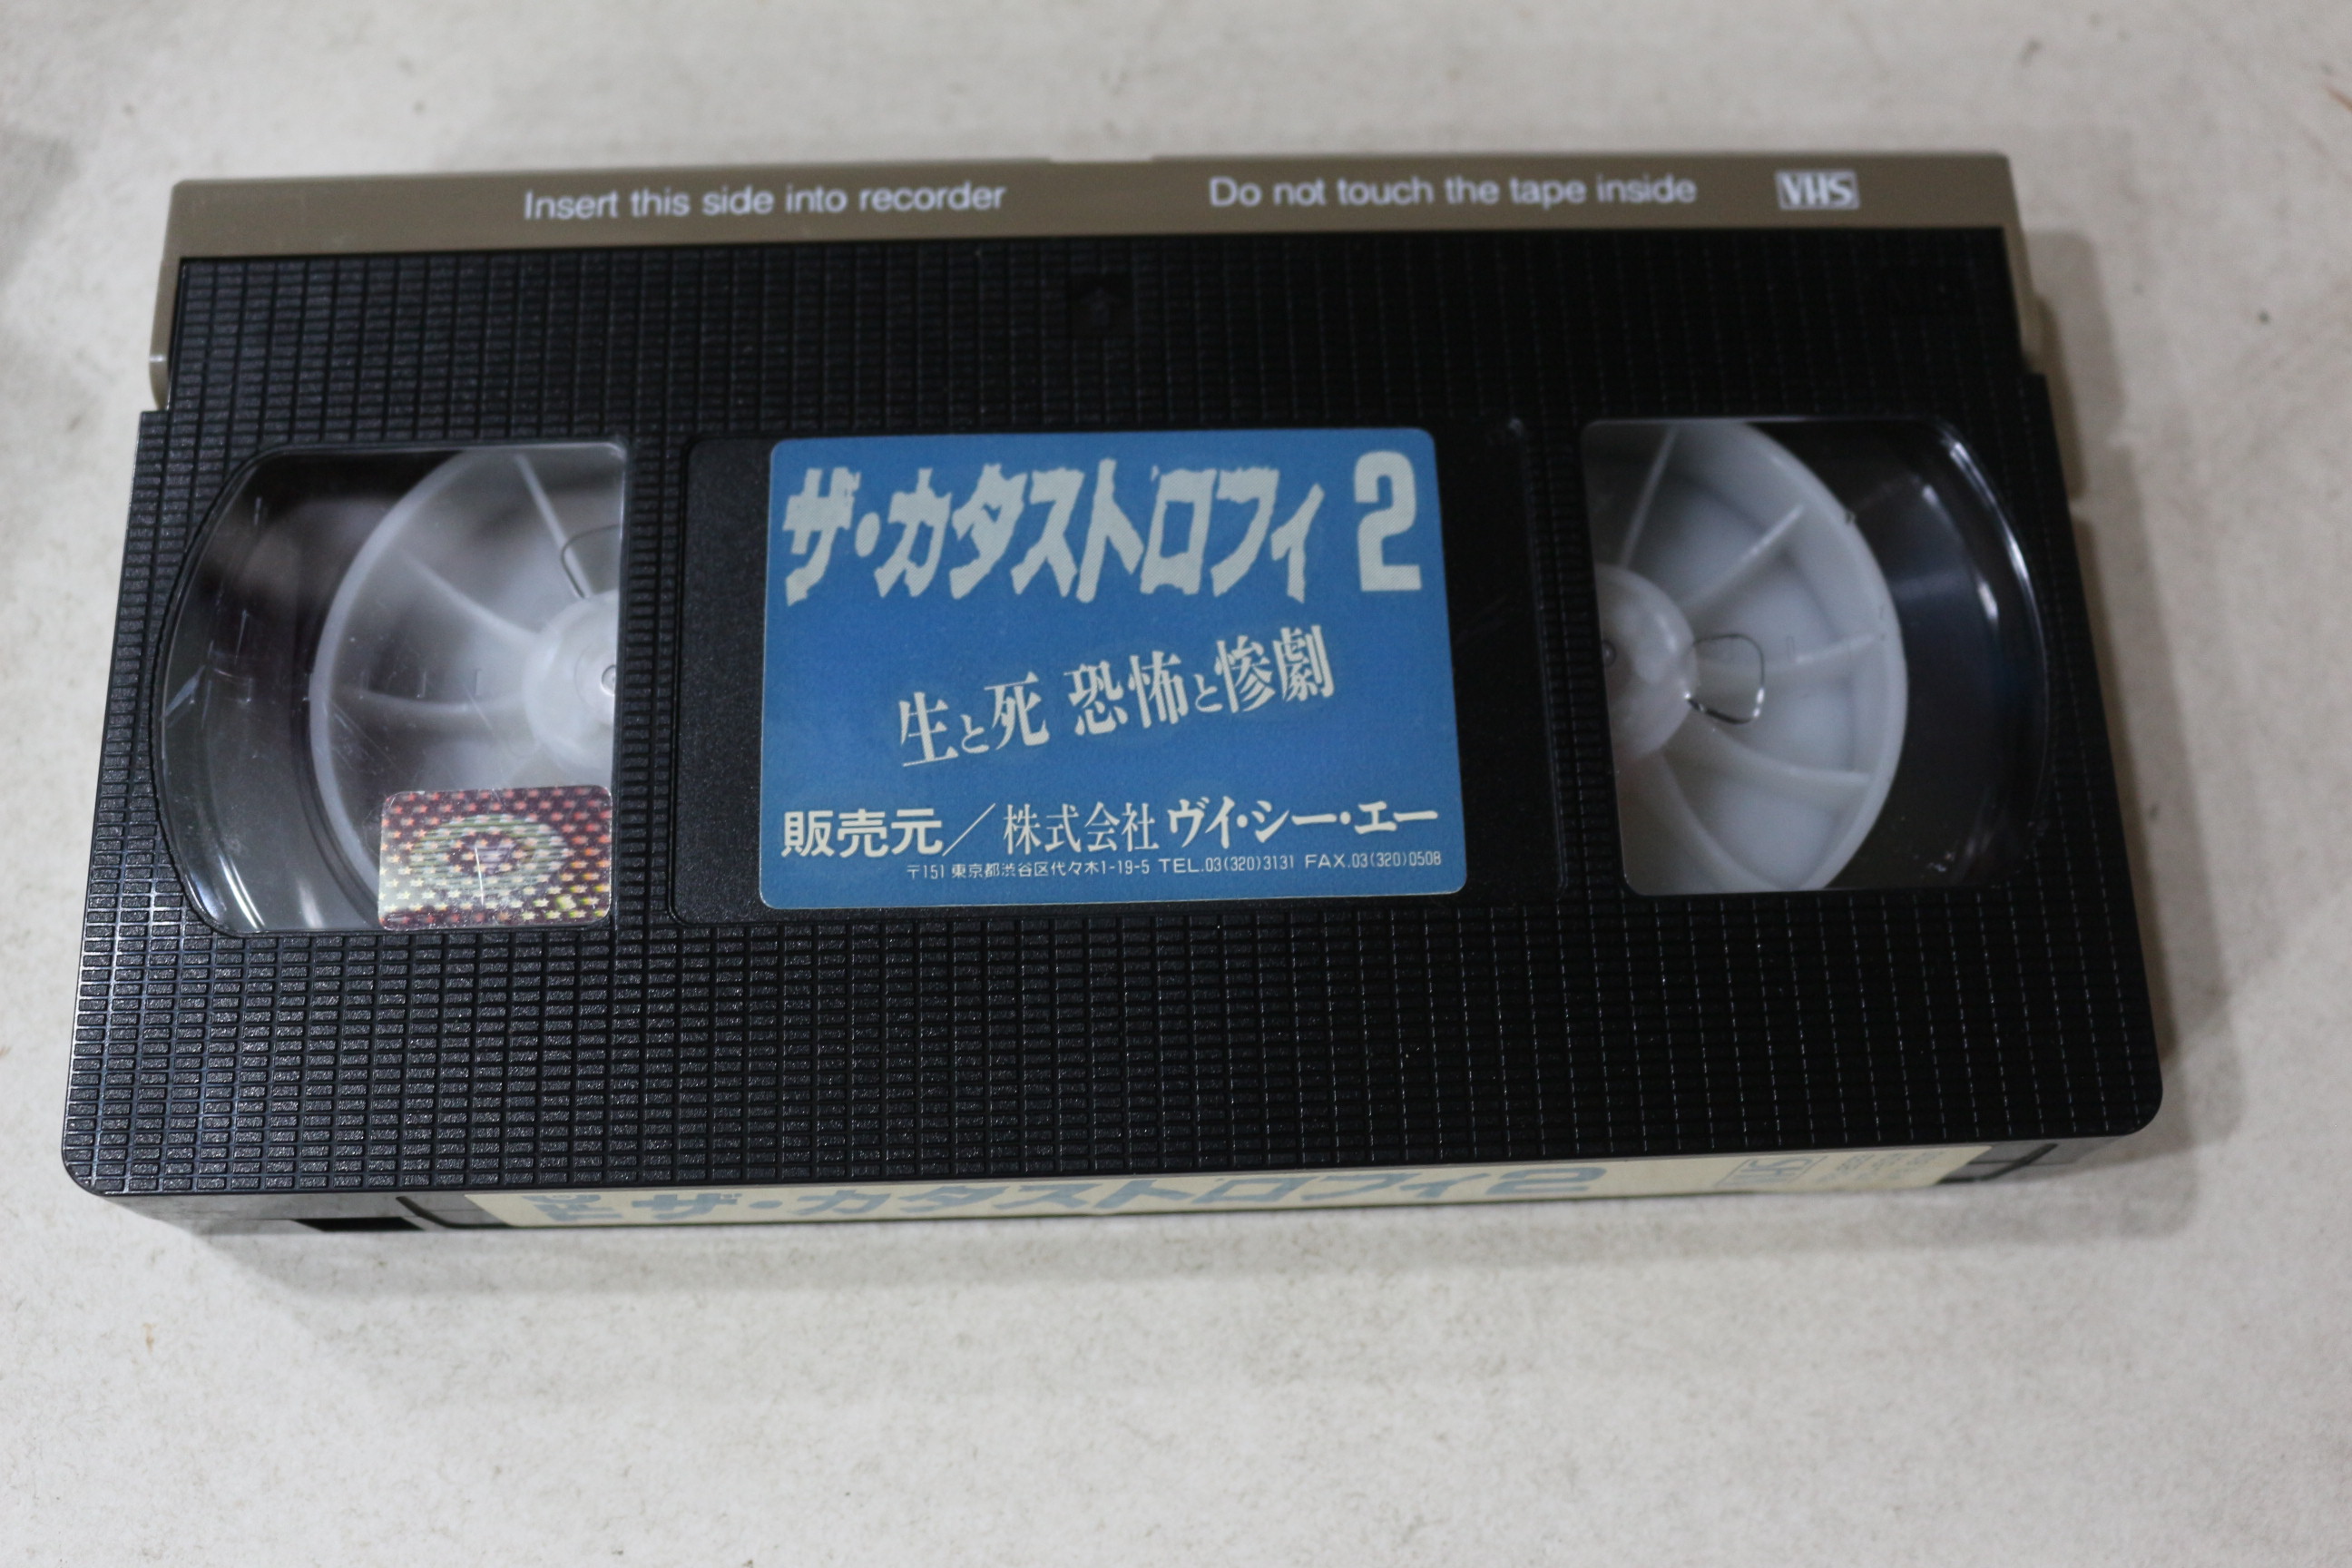 Insert this side into recorder
Do not touch the tape inside
VHS
ザ・カタストロフィ 2
生と死 恐怖と惨劇
販売元／株式会社ヴイ・シー・エー
〒151 東京都渋谷区代々木1-19-5 TEL.03(320)3131 FAX.03(320)0508
ザ・カタストロフィ2